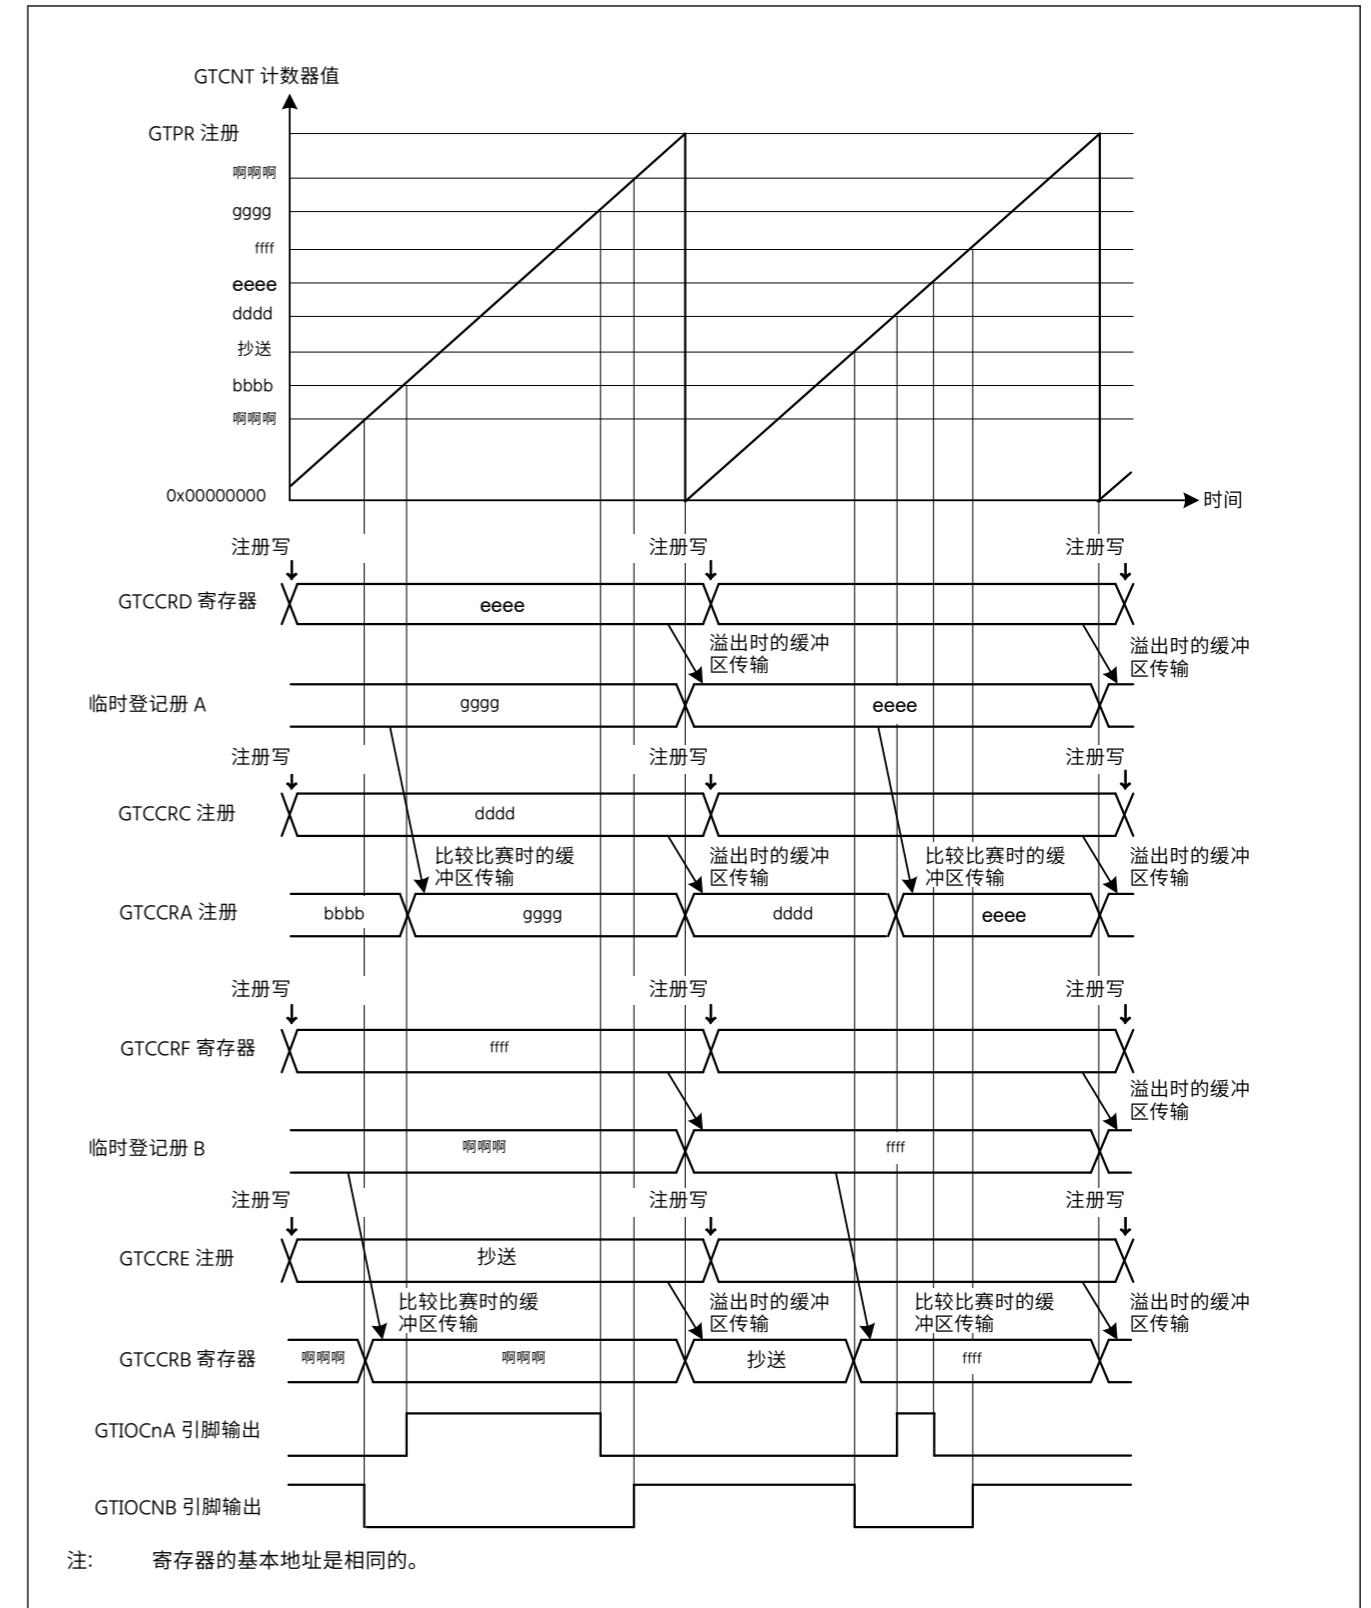 GTCNT 计数器值
GTPR 注册
啊啊啊
gggg
ffff
eeee
dddd
抄送
bbbb
啊啊啊
0x00000000
时间
注册写 注册写 注册写
GTCCRD 寄存器 eeee
溢出时的缓冲
区传输
溢出时的缓冲
区传输
临时登记册 A gggg eeee
注册写 注册写 注册写
GTCCRC 注册 dddd
比较比赛时的缓
冲区传输
溢出时的缓冲
区传输
比较比赛时的缓
冲区传输
溢出时的缓冲
区传输
GTCCRA 注册 bbbb gggg dddd eeee
注册写 注册写 注册写
GTCCRF 寄存器 ffff
溢出时的缓冲
区传输
临时登记册 B 啊啊啊 ffff
注册写 注册写 注册写
GTCCRE 注册 抄送
比较比赛时的缓
冲区传输
溢出时的缓冲
区传输
比较比赛时的缓
冲区传输
溢出时的缓冲
区传输
GTCCRB 寄存器 啊啊啊 啊啊啊 抄送 ffff
GTIOCnA 引脚输出
GTIOCNB 引脚输出
注: 寄存器的基本地址是相同的。